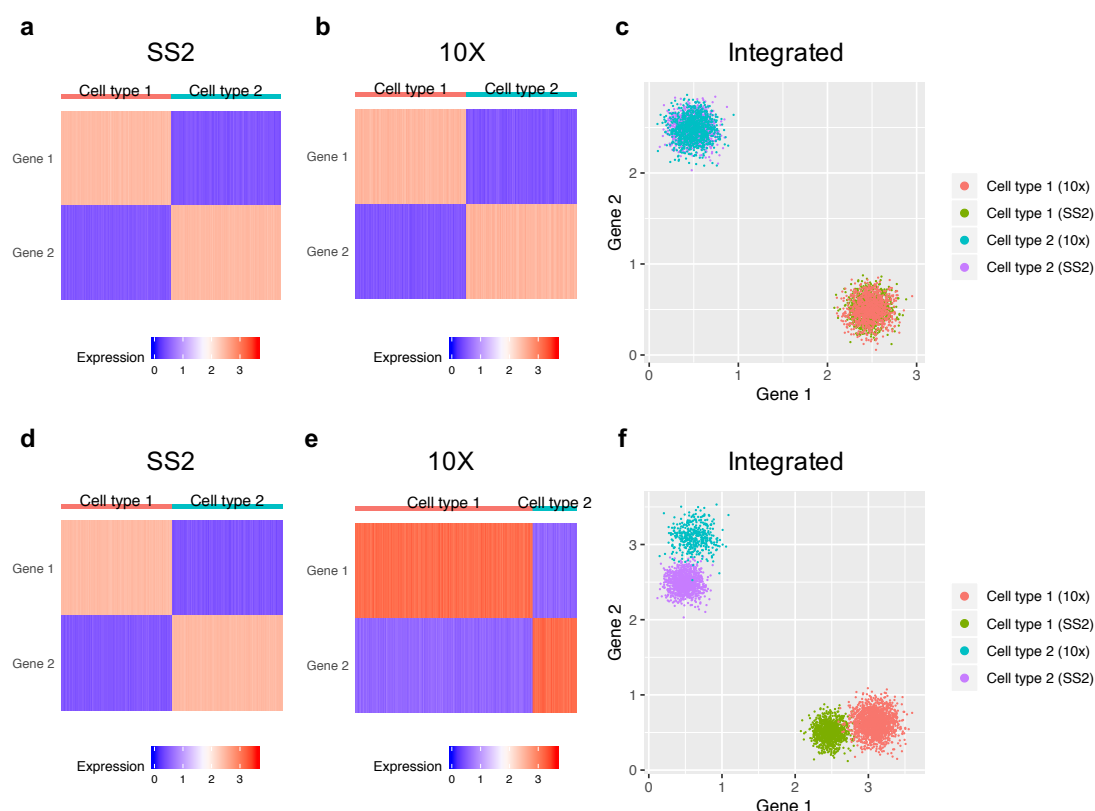 a
SS2
Cell type 1 Cell type 2
Gene 1
Gene 2
Expression
0 1 2 3
b
10X
Cell type 1 Cell type 2
Gene 1
Gene 2
Expression
0 1 2 3
c
Integrated
Gene 2
2
1
0
0 1 2 3
Gene 1
Cell type 1 (10x)
Cell type 1 (SS2)
Cell type 2 (10x)
Cell type 2 (SS2)
d
SS2
Cell type 1 Cell type 2
Gene 1
Gene 2
Expression
0 1 2 3
e
10X
Cell type 1 Cell type 2
Gene 1
Gene 2
Expression
0 1 2 3
f
Integrated
Gene 2
3
2
1
0
0 1 2 3
Gene 1
Cell type 1 (10x)
Cell type 1 (SS2)
Cell type 2 (10x)
Cell type 2 (SS2)